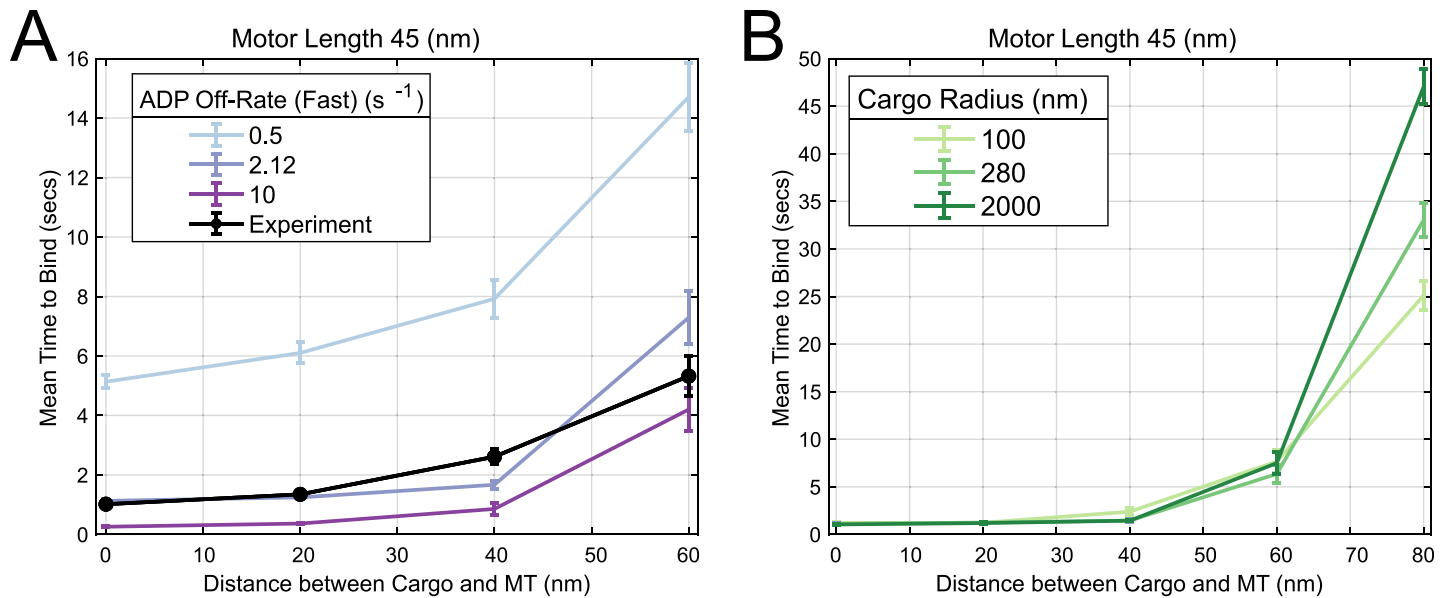 A
Motor Length 45 (nm)
16
14
12
10
8
6
4
2
0
Mean Time to Bind (secs)
ADP Off-Rate (Fast) (s⁻¹)
0.5
2.12
10
Experiment
0 10 20 30 40 50 60
Distance between Cargo and MT (nm)
B
Motor Length 45 (nm)
50
45
40
35
30
25
20
15
10
5
0
Mean Time to Bind (secs)
Cargo Radius (nm)
100
280
2000
0 10 20 30 40 50 60 70 80
Distance between Cargo and MT (nm)